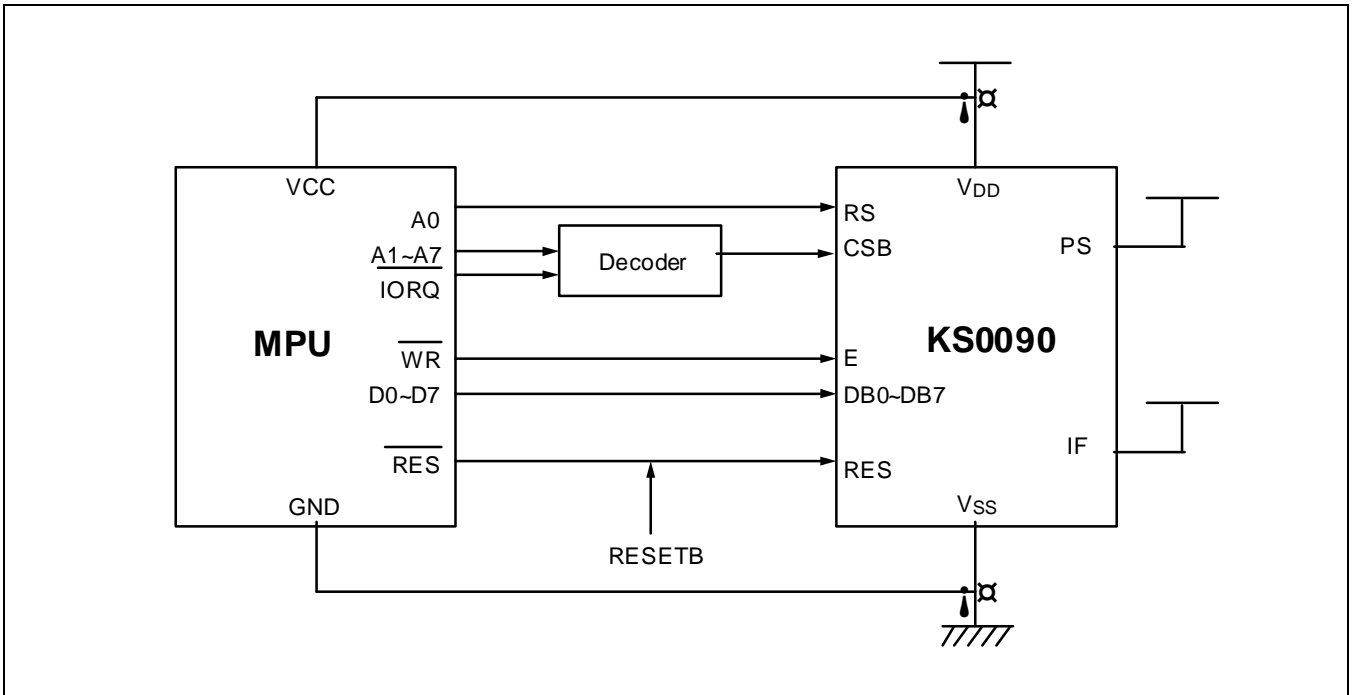 VCC
A0
A1~A7
IORQ
MPU
WR
D0~D7
RES
GND
Decoder
RESETB
VDD
RS
CSB
PS
KS0090
E
DB0~DB7
IF
RES
VSS